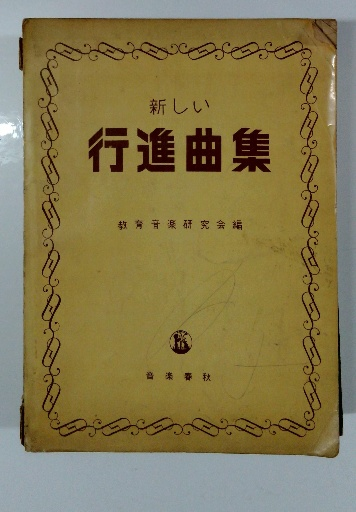 新しい
行進曲集
教育音楽研究会編
音楽春秋